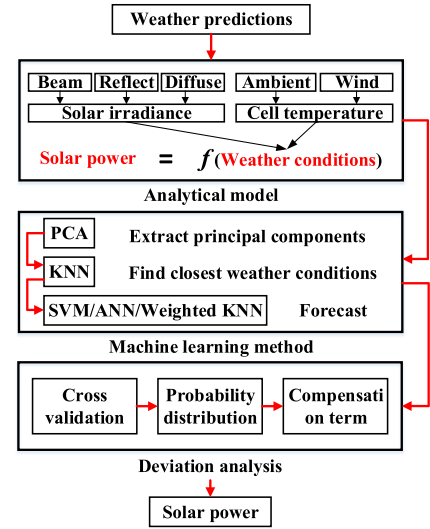 Weather predictions
Beam Reflect Diffuse Ambient Wind
Solar irradiance Cell temperature
Solar power = f(Weather conditions)
Analytical model
PCA Extract principal components
KNN Find closest weather conditions
SVM/ANN/Weighted KNN Forecast
Machine learning method
Cross Probability Compensati
validation distribution on term
Deviation analysis
Solar power